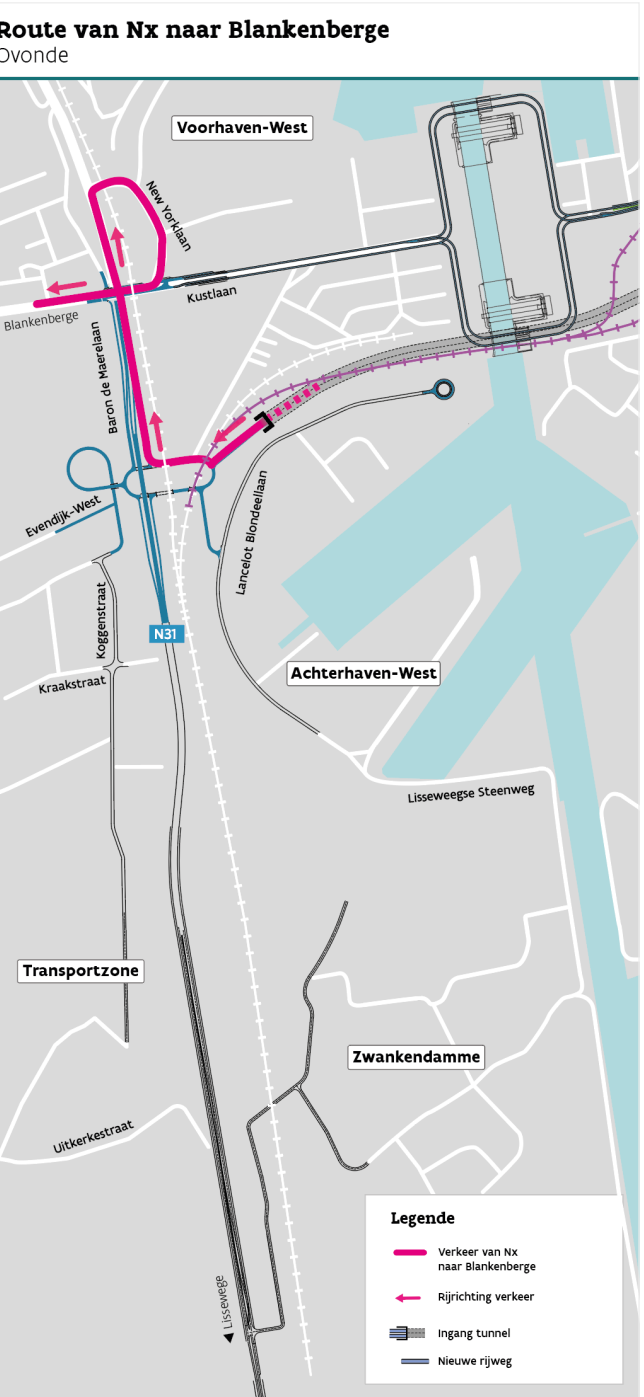 Route van Nx naar Blankenberge
Ovonde
Voorhaven-West
New Yorklaan
Kustlaan
Blankenberge
Baron de Maerelaan
Evendijk-West
Lancelot Blondeellaan
Koggenstraat
N31
Kraakstraat
Achterhaven-West
Lisseweegse Steenweg
Transportzone
Zwankendamme
Uitkerkestraat
Lissewege
Legende
Verkeer van Nx
naar Blankenberge
Rijrichting verkeer
Ingang tunnel
Nieuwe rijweg